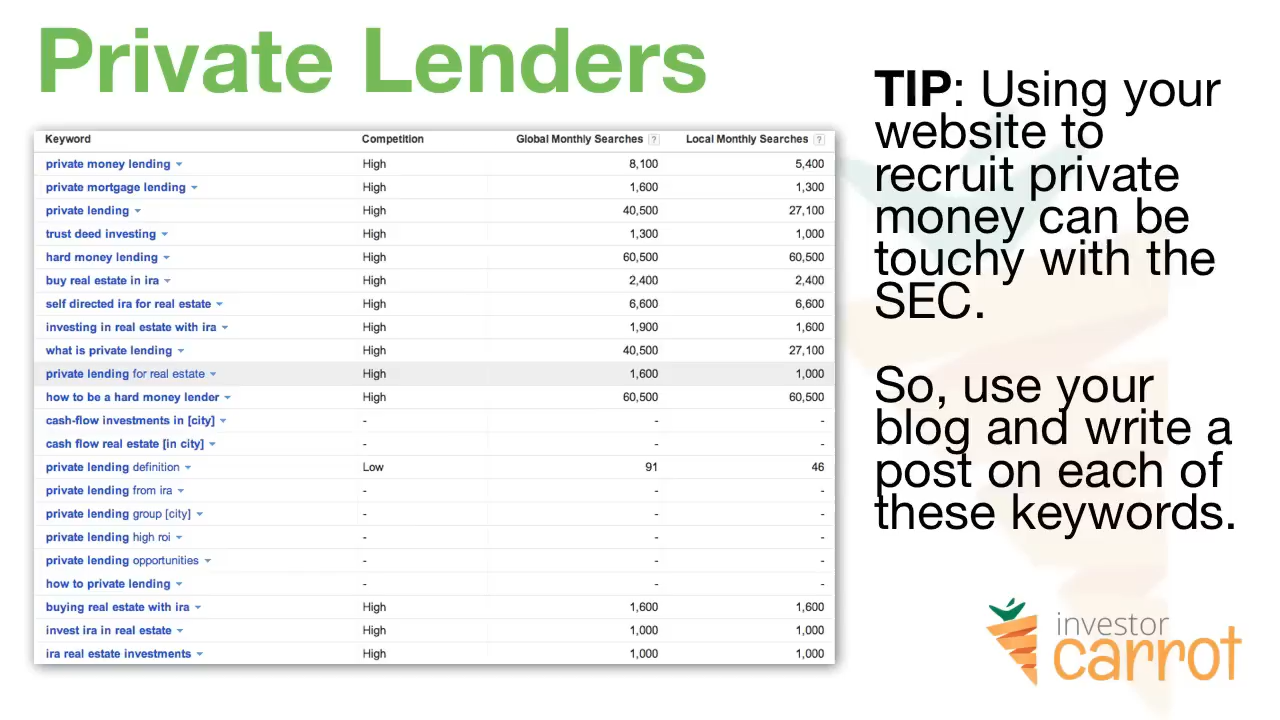 Private Lenders
Keyword Competition Global Monthly Searches ? Local Monthly Searches ?
private money lending High 8,100 5,400
private mortgage lending High 1,600 1,300
private lending High 40,500 27,100
trust deed investing High 1,300 1,000
hard money lending High 60,500 60,500
buy real estate in ira High 2,400 2,400
self directed ira for real estate High 6,600 6,600
investing in real estate with ira High 1,900 1,600
what is private lending High 40,500 27,100
private lending for real estate High 1,600 1,000
how to be a hard money lender High 60,500 60,500
cash-flow investments in [city] - - -
cash flow real estate [in city] - - -
private lending definition Low 91 46
private lending from ira - - -
private lending group [city] - - -
private lending high roi - - -
private lending opportunities - - -
how to private lending - - -
buying real estate with ira High 1,600 1,600
invest ira in real estate High 1,000 1,000
ira real estate investments High 1,000 1,000
TIP: Using your
website to
recruit private
money can be
touchy with the
SEC.
So, use your
blog and write a
post on each of
these keywords.
investor
carrot